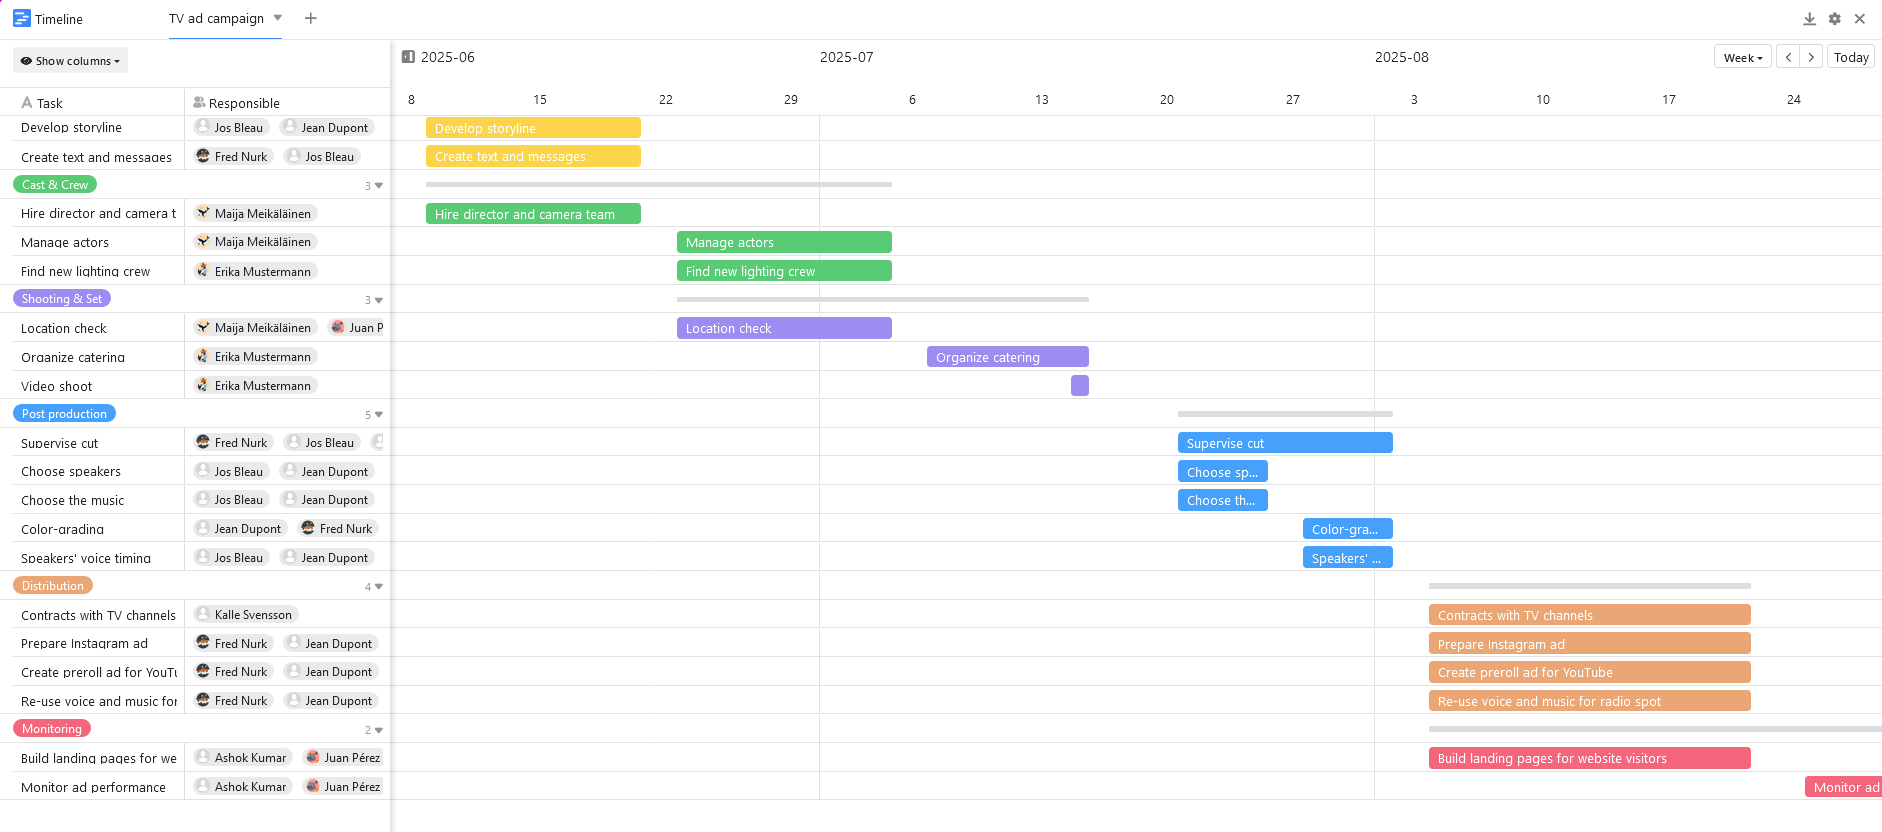 Timeline TV ad campaign
Show columns 2025-06 2025-07 2025-08 Week Today
Task Responsible 8 15 22 29 6 13 20 27 3 10 17 24
Develop storyline Jos Bleau Jean Dupont Develop storyline
Create text and messages Fred Nurk Jos Bleau Create text and messages
Cast & Crew 3
Hire director and camera t Maija Meikäläinen Hire director and camera team
Manage actors Maija Meikäläinen Manage actors
Find new lighting crew Erika Mustermann Find new lighting crew
Shooting & Set 3
Location check Maija Meikäläinen Juan P Location check
Organize catering Erika Mustermann Organize catering
Video shoot Erika Mustermann
Post production 5
Supervise cut Fred Nurk Jos Bleau Supervise cut
Choose speakers Jos Bleau Jean Dupont Choose sp...
Choose the music Jos Bleau Jean Dupont Choose th...
Color-grading Jean Dupont Fred Nurk Color-gra...
Speakers' voice timing Jos Bleau Jean Dupont Speakers' ...
Distribution 4
Contracts with TV channels Kalle Svensson Contracts with TV channels
Prepare Instagram ad Fred Nurk Jean Dupont Prepare Instagram ad
Create preroll ad for YouTu Fred Nurk Jean Dupont Create preroll ad for YouTube
Re-use voice and music for Fred Nurk Jean Dupont Re-use voice and music for radio spot
Monitoring 2
Build landing pages for we Ashok Kumar Juan Pérez Build landing pages for website visitors
Monitor ad performance Ashok Kumar Juan Pérez Monitor ad